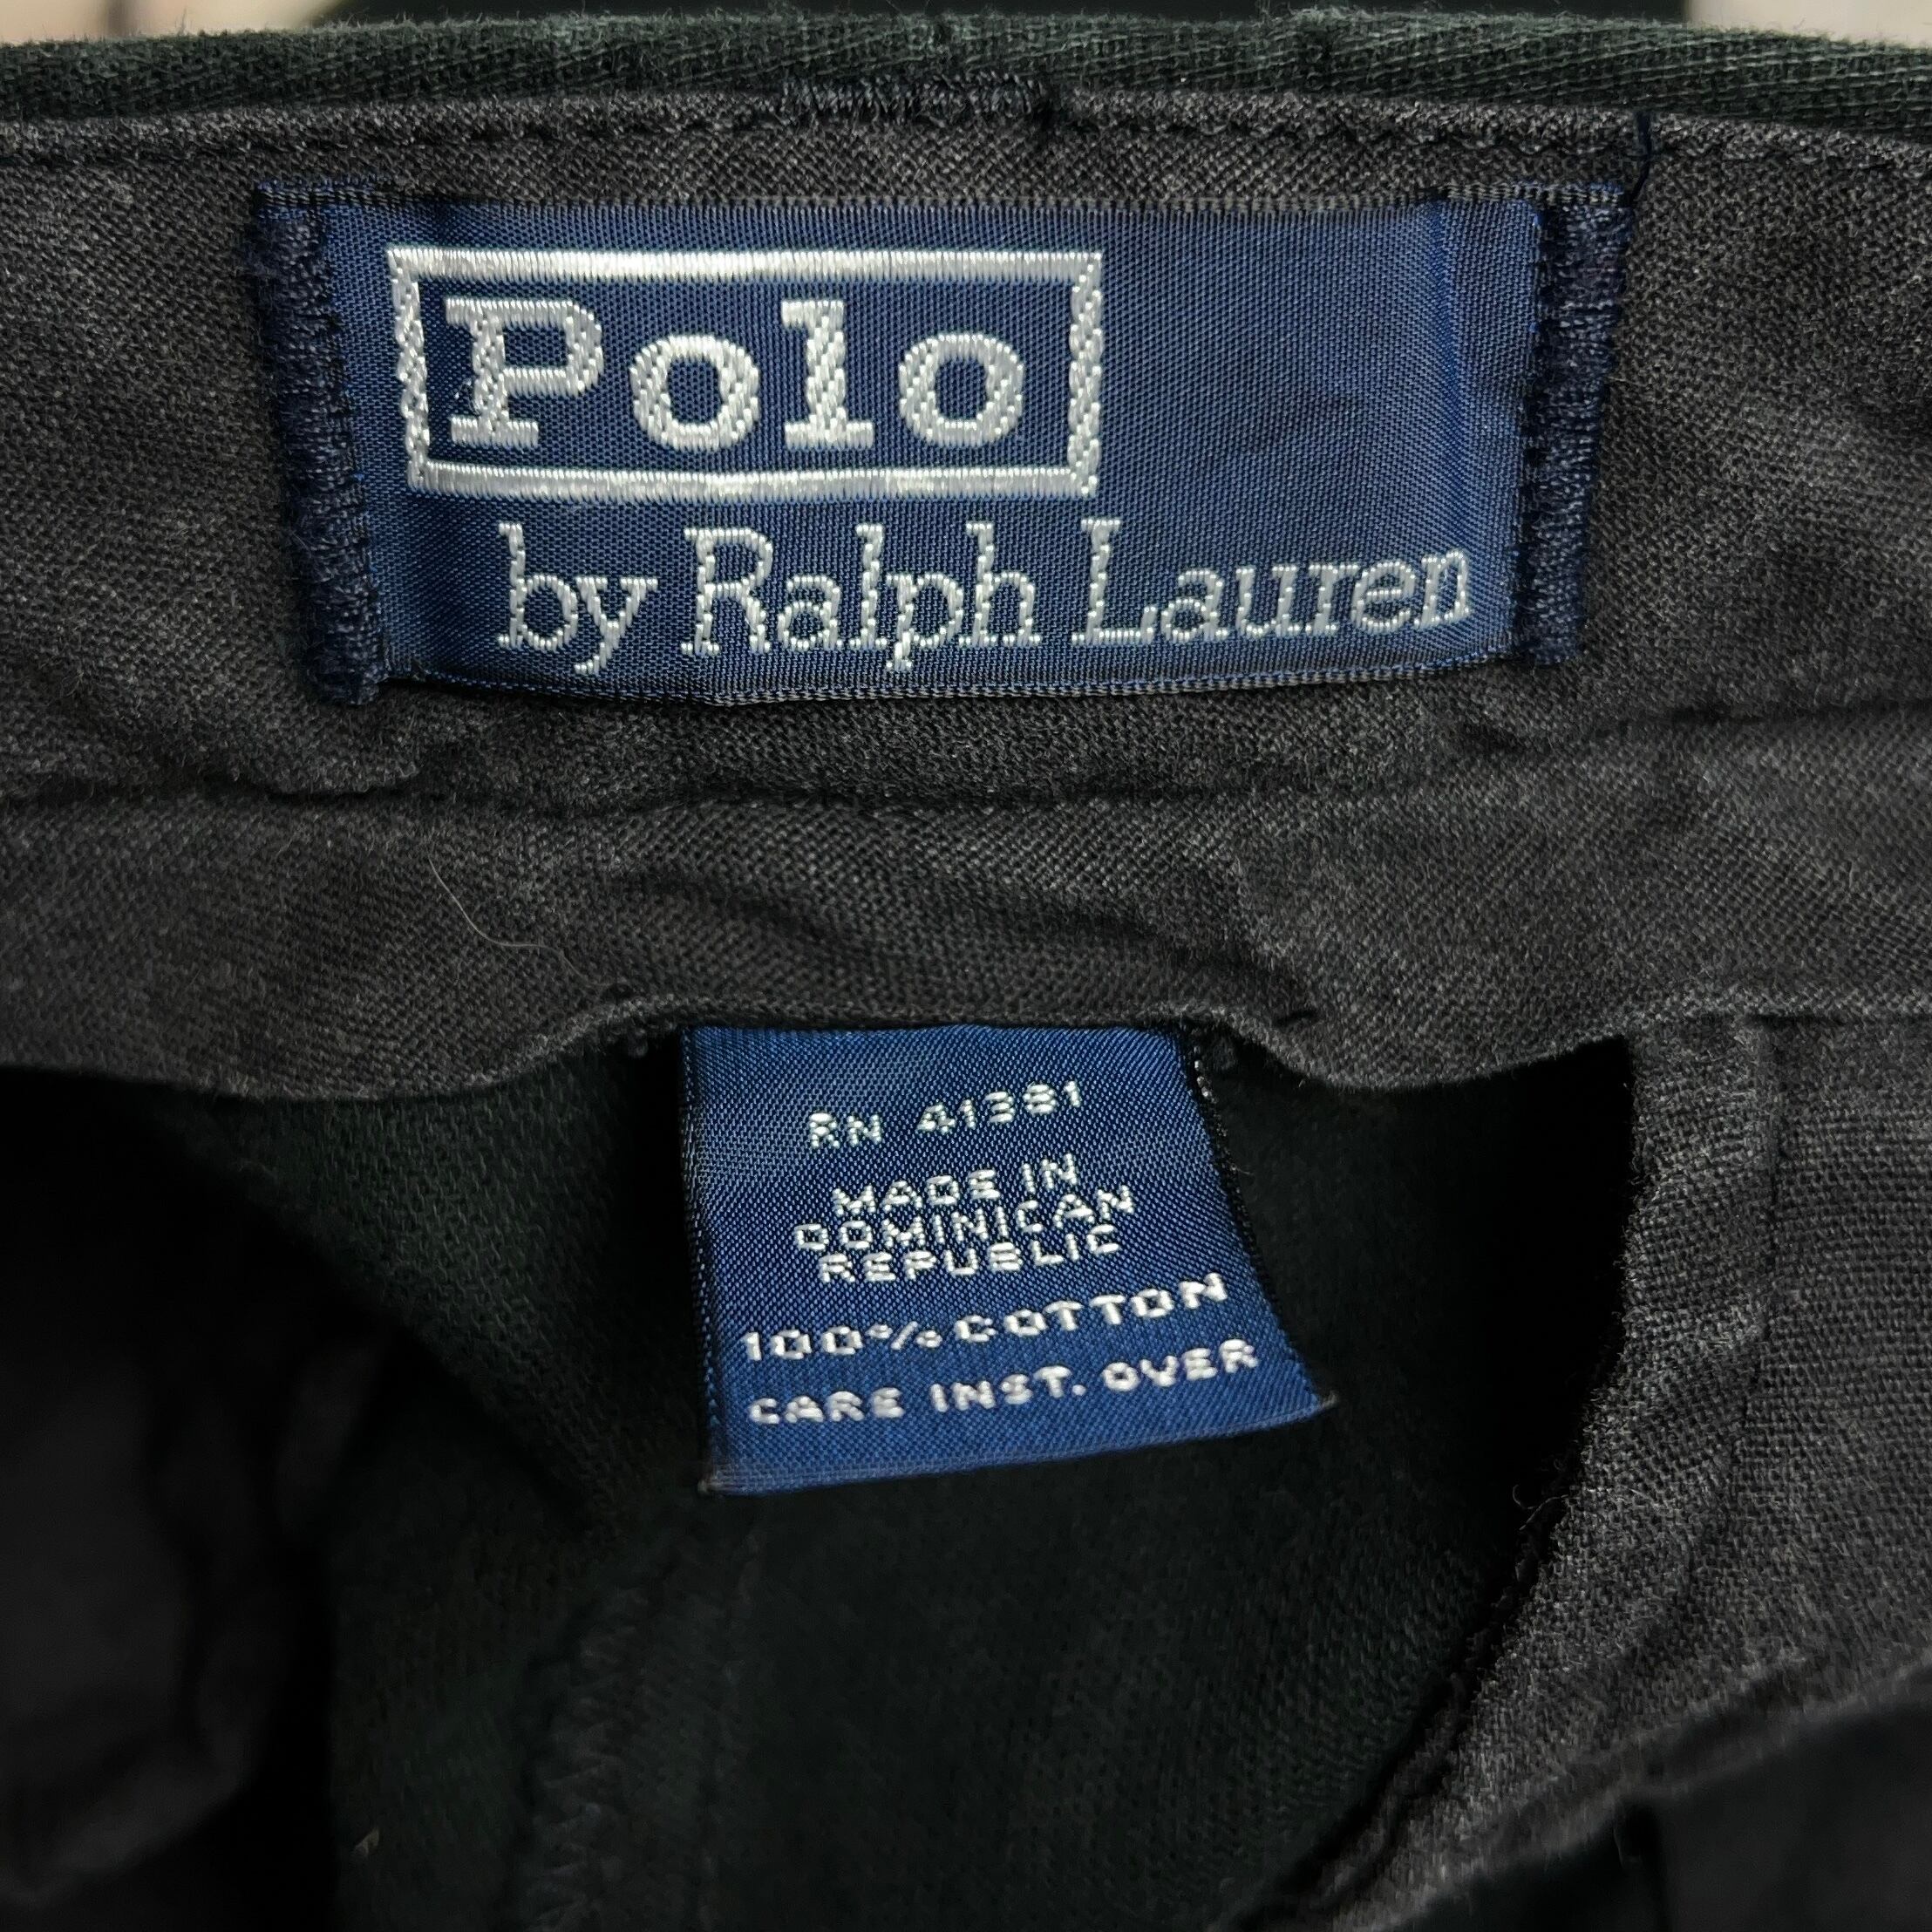 Polo
by Ralph Lauren
RN 41381
MADE IN
DOMINICAN
REPUBLIC
100% COTTON
CARE INST. OVER